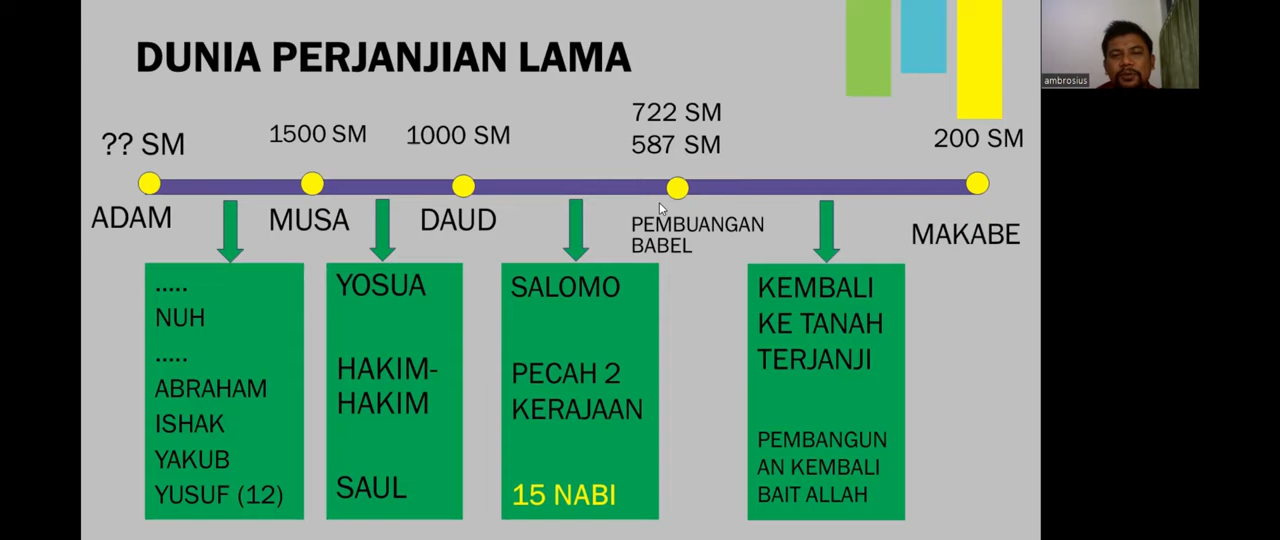 DUNIA PERJANJIAN LAMA
ambrosius
?? SM
1500 SM
1000 SM
722 SM
587 SM
200 SM
ADAM
MUSA
DAUD
PEMBUANGAN
BABEL
MAKABE
.....
NUH
.....
ABRAHAM
ISHAK
YAKUB
YUSUF (12)
YOSUA
HAKIM-
HAKIM
SAUL
SALOMO
PECAH 2
KERAJAAN
15 NABI
KEMBALI
KE TANAH
TERJANJI
PEMBANGUN
AN KEMBALI
BAIT ALLAH